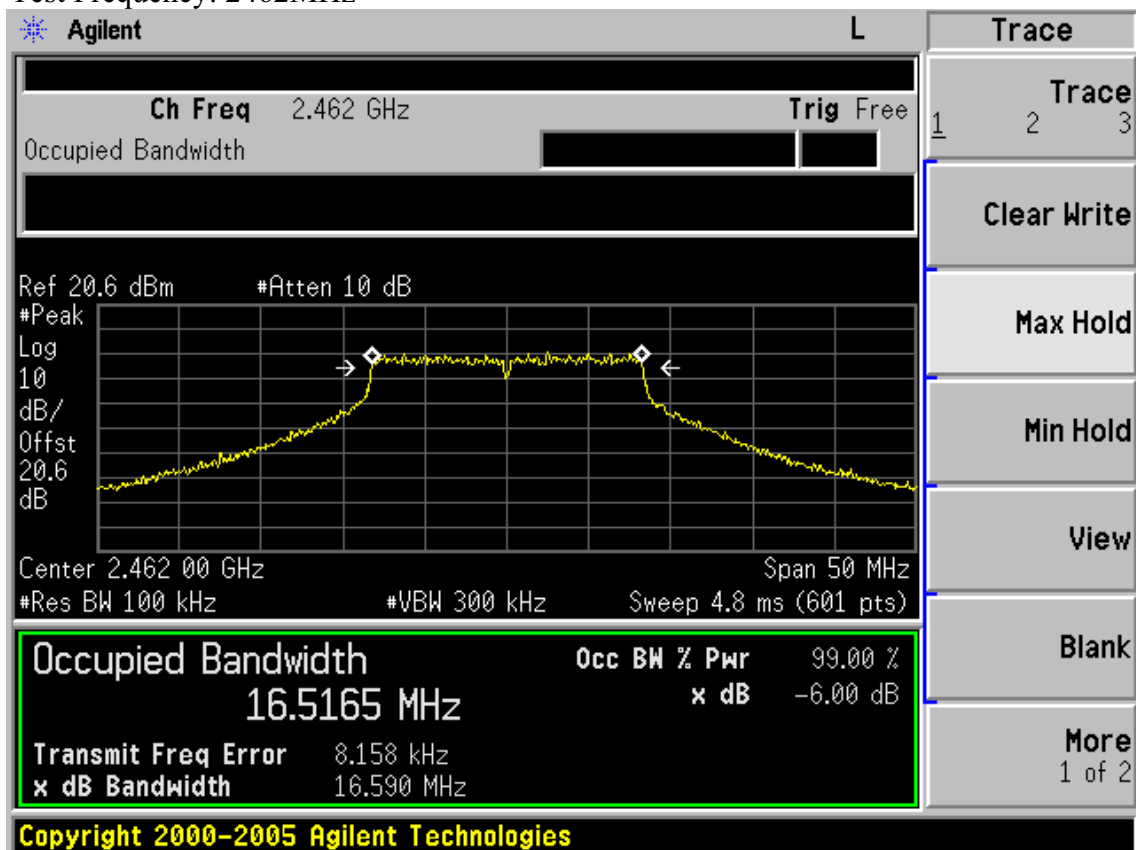 Test Frequency: 2462MHz
Agilent L Trace
Ch Freq 2.462 GHz Trig Free
Occupied Bandwidth
Trace
1 2 3
Clear Write
Max Hold
Min Hold
View
Blank
More
1 of 2
Ref 20.6 dBm #Atten 10 dB
#Peak
Log
10
dB/
Offst
20.6
dB
Center 2.462 00 GHz Span 50 MHz
#Res BW 100 kHz #VBW 300 kHz Sweep 4.8 ms (601 pts)
Occupied Bandwidth Occ BW % Pwr 99.00 %
16.5165 MHz x dB -6.00 dB
Transmit Freq Error 8.158 kHz
x dB Bandwidth 16.590 MHz
Copyright 2000-2005 Agilent Technologies